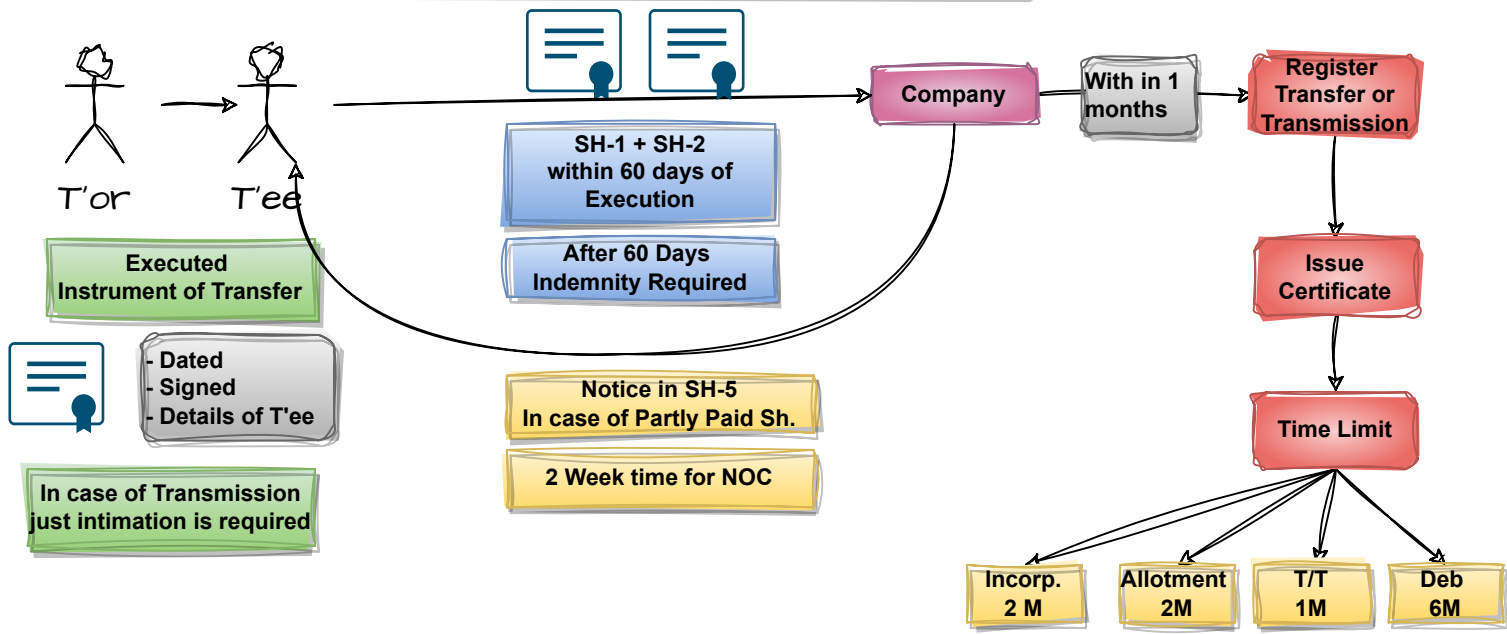 T'or
T'ee
Executed
Instrument of Transfer
- Dated
- Signed
- Details of T'ee
In case of Transmission
just intimation is required
SH-1 + SH-2
within 60 days of
Execution
After 60 Days
Indemnity Required
Notice in SH-5
In case of Partly Paid Sh.
2 Week time for NOC
Company
With in 1
months
Register
Transfer or
Transmission
Issue
Certificate
Time Limit
Incorp.
2 M
Allotment
2M
T/T
1M
Deb
6M